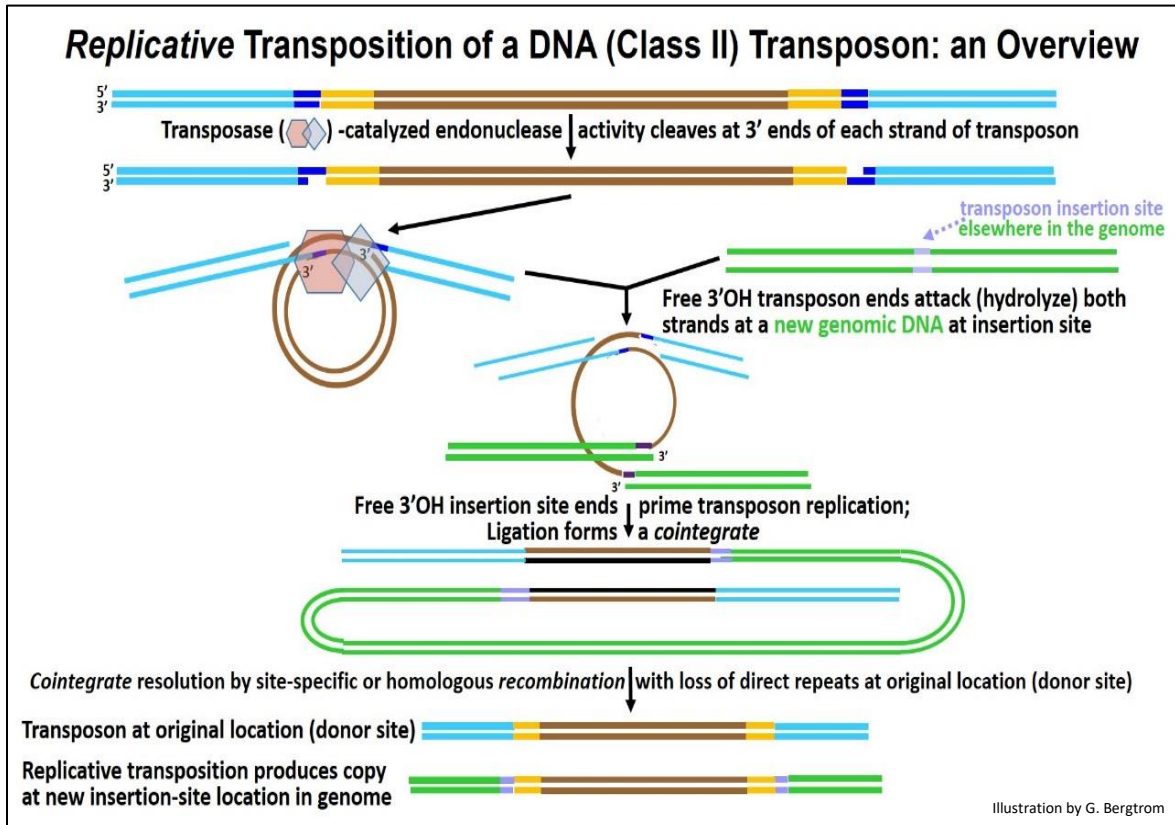 Replicative Transposition of a DNA (Class II) Transposon: an Overview
5’
3’
Transposase ( ) -catalyzed endonuclease activity cleaves at 3’ ends of each strand of transposon
5’
3’
transposon insertion site
elsewhere in the genome
3’
3’
Free 3’OH transposon ends attack (hydrolyze) both
strands at a new genomic DNA at insertion site
3’
3’
Free 3’OH insertion site ends prime transposon replication;
Ligation forms a cointegrate
Cointegrate resolution by site-specific or homologous recombination with loss of direct repeats at original location (donor site)
Transposon at original location (donor site)
Replicative transposition produces copy
at new insertion-site location in genome
Illustration by G. Bergtrom